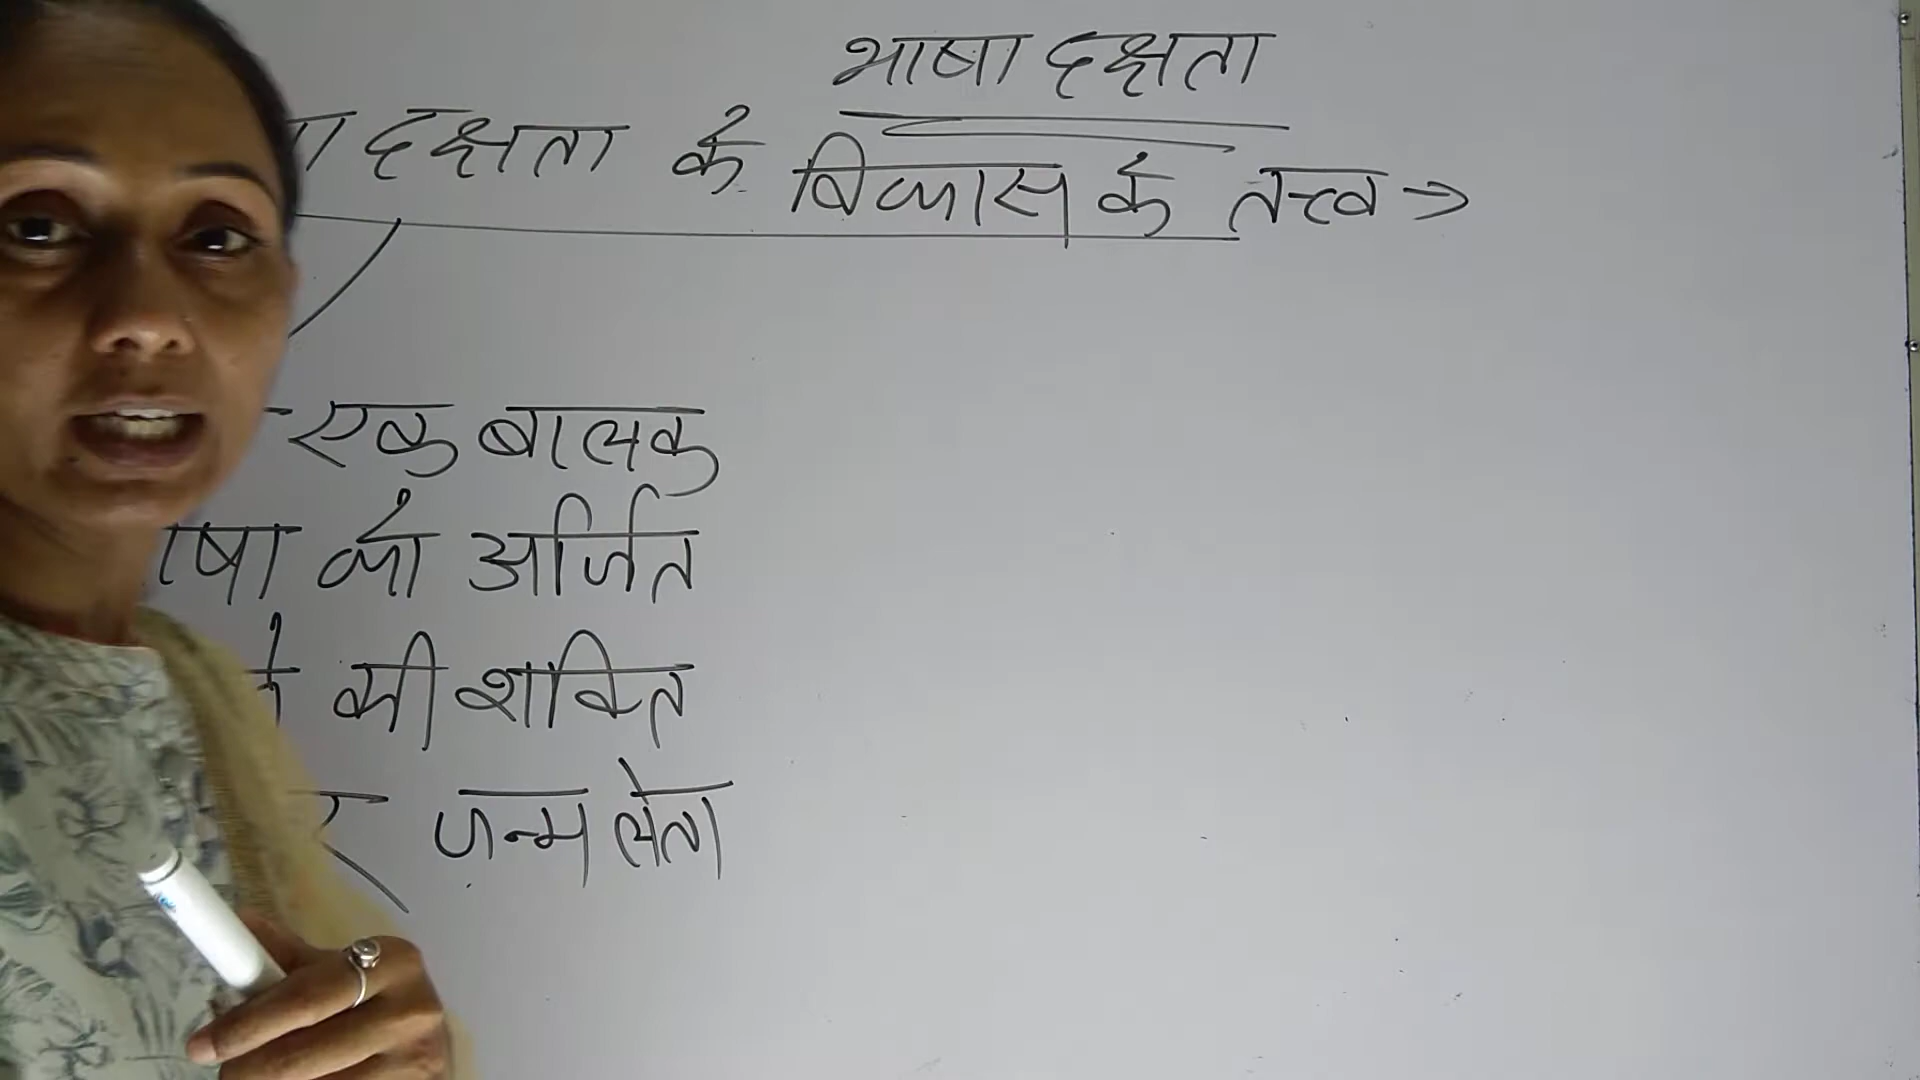 भाषा दक्षता
दक्षता के विकास के तत्त्व →
एक बालक
को अर्जित
की शक्ति
जन्म लेता